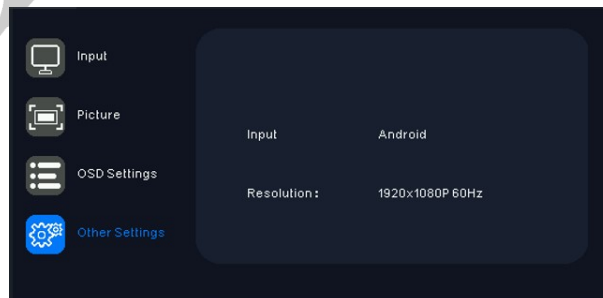 Input
Picture
OSD Settings
Other Settings
Input Android
Resolution: 1920x1080P 60Hz